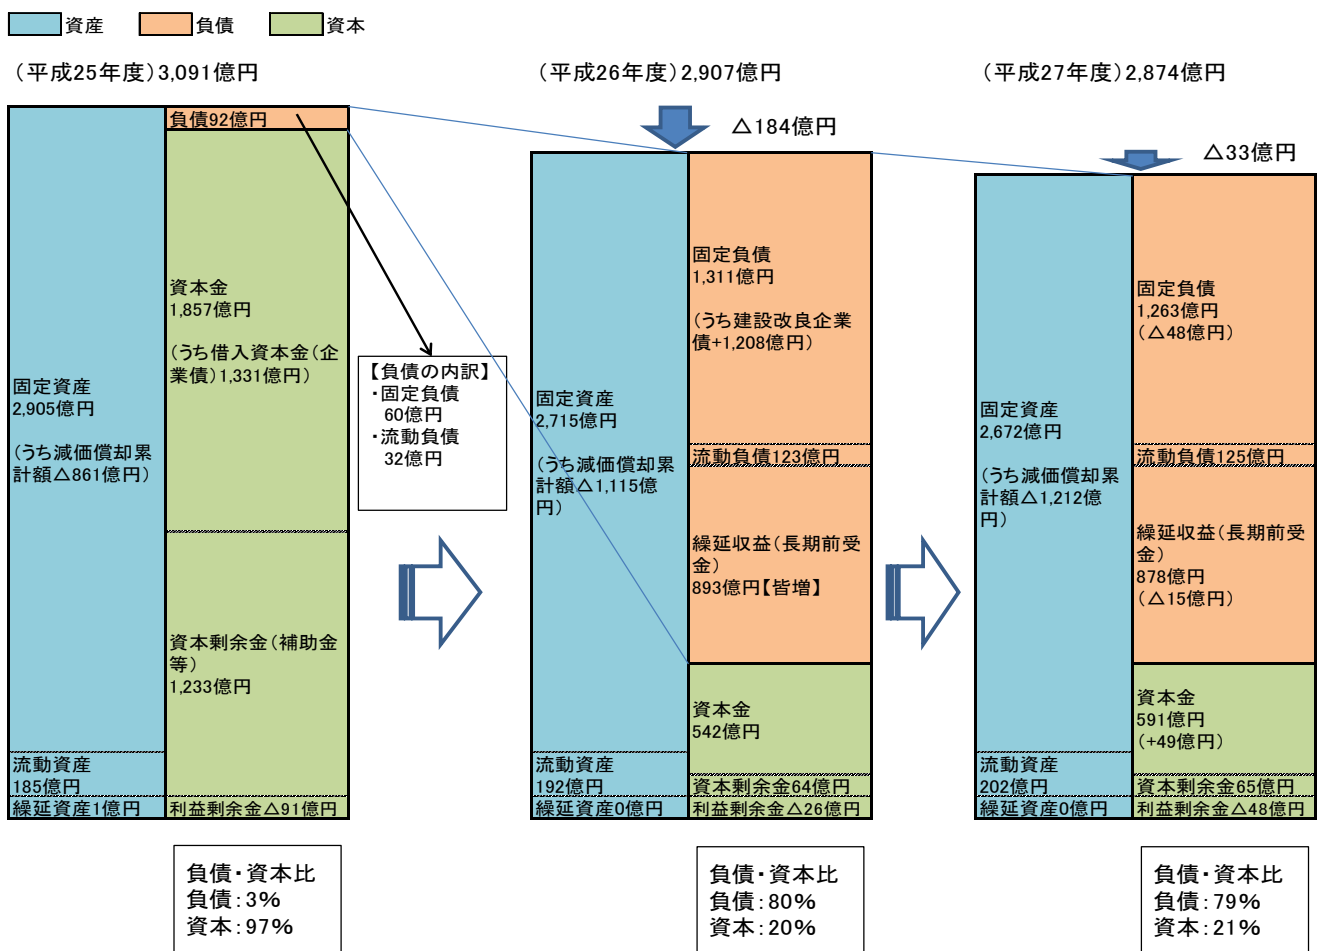 資産
負債
資本
(平成25年度)3,091億円
負債92億円
資本金
1,857億円
(うち借入資本金(企
業債)1,331億円)
固定資産
2,905億円
(うち減価償却累
計額△861億円)
資本剰余金(補助金
等)
1,233億円
流動資産
185億円
繰延資産1億円
利益剰余金△91億円
【負債の内訳】
・固定負債
60億円
・流動負債
32億円
負債・資本比
負債:3%
資本:97%
(平成26年度)2,907億円
△184億円
固定負債
1,311億円
(うち建設改良企業
債+1,208億円)
固定資産
2,715億円
(うち減価償却累
計額△1,115億
円)
流動負債123億円
繰延収益(長期前受
金)
893億円【皆増】
資本金
542億円
流動資産
192億円
資本剰余金64億円
繰延資産0億円
利益剰余金△26億円
負債・資本比
負債:80%
資本:20%
(平成27年度)2,874億円
△33億円
固定負債
1,263億円
(△48億円)
固定資産
2,672億円
(うち減価償却累
計額△1,212億
円)
流動負債125億円
繰延収益(長期前受
金)
878億円
(△15億円)
資本金
591億円
(+49億円)
流動資産
202億円
資本剰余金65億円
繰延資産0億円
利益剰余金△48億円
負債・資本比
負債:79%
資本:21%